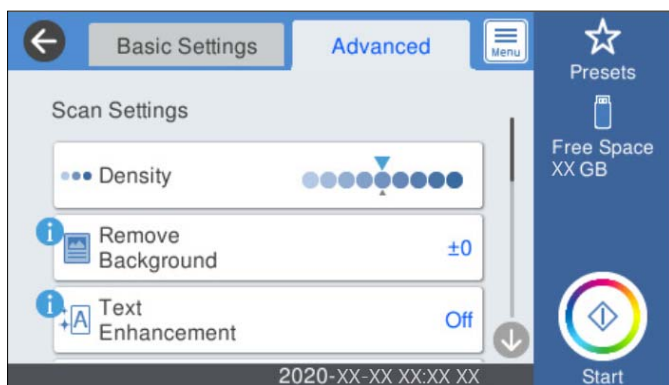 Basic Settings
Advanced
Menu
Presets
Free Space
XX GB
Scan Settings
Density
Remove
Background
±0
Text
Enhancement
Off
A
2020-XX-XX XX:XX XX
Start